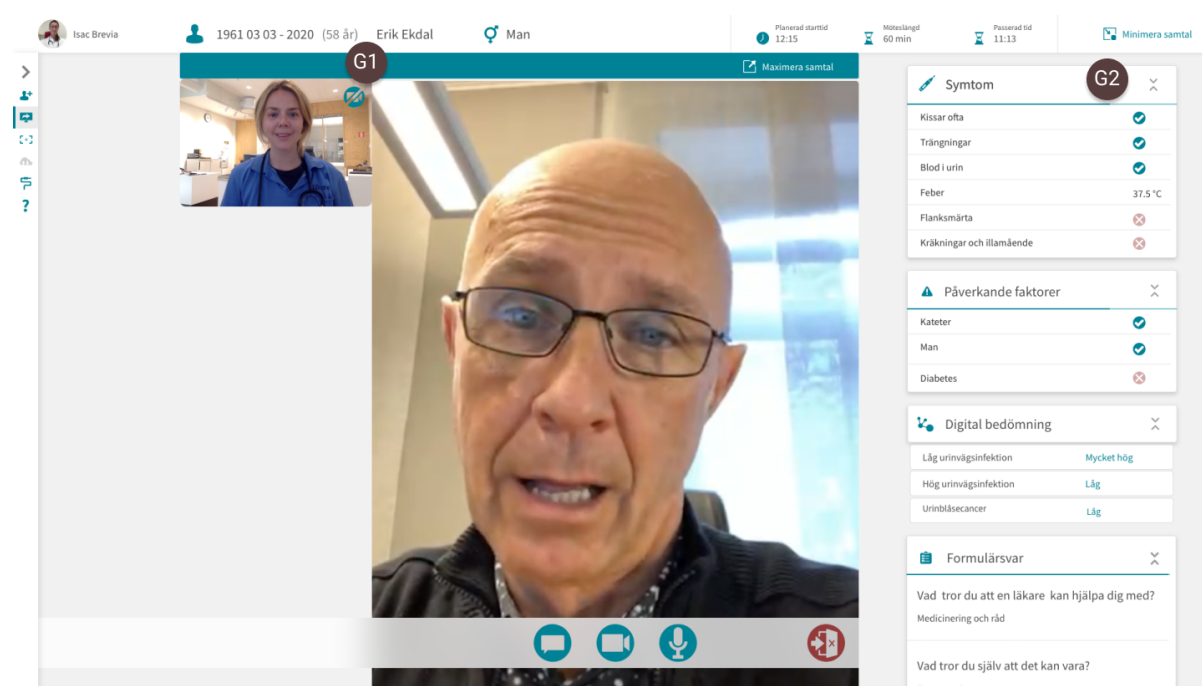 Isac Brevia
1961 03 03 - 2020 (58 år) Erik Ekdal
Man
Planerad starttid
12:15
Möteslängd
60 min
Passerad tid
11:13
Minimera samtal
G1
Maximera samtal
G2
Symtom
Kissar ofta
Trängningar
Blod i urin
Feber 37.5 °C
Flanksmärta
Kräkningar och illamående
Påverkande faktorer
Kateter
Man
Diabetes
Digital bedömning
Låg urinvägsinfektion Mycket hög
Hög urinvägsinfektion Låg
Urinblåsecancer Låg
Formulärsvar
Vad tror du att en läkare kan hjälpa dig med?
Medicinering och råd
Vad tror du själv att det kan vara?
?